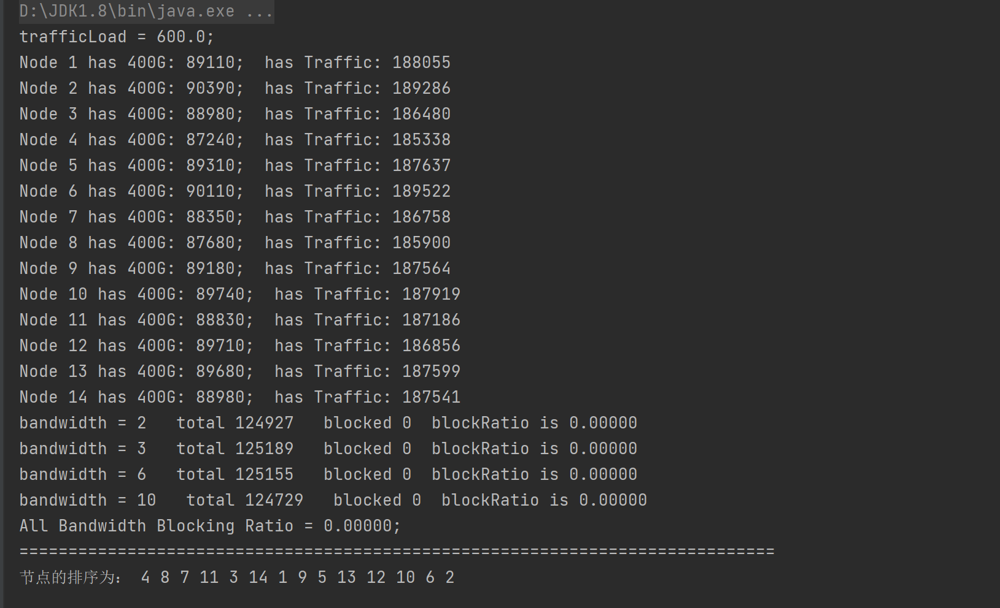 D:\JDK1.8\bin\java.exe ...
trafficLoad = 600.0;
Node 1 has 400G: 89110;  has Traffic: 188055
Node 2 has 400G: 90390;  has Traffic: 189286
Node 3 has 400G: 88980;  has Traffic: 186480
Node 4 has 400G: 87240;  has Traffic: 185338
Node 5 has 400G: 89310;  has Traffic: 187637
Node 6 has 400G: 90110;  has Traffic: 189522
Node 7 has 400G: 88350;  has Traffic: 186758
Node 8 has 400G: 87680;  has Traffic: 185900
Node 9 has 400G: 89180;  has Traffic: 187564
Node 10 has 400G: 89740;  has Traffic: 187919
Node 11 has 400G: 88830;  has Traffic: 187186
Node 12 has 400G: 89710;  has Traffic: 186856
Node 13 has 400G: 89680;  has Traffic: 187599
Node 14 has 400G: 88980;  has Traffic: 187541
bandwidth = 2   total 124927   blocked 0  blockRatio is 0.00000
bandwidth = 3   total 125189   blocked 0  blockRatio is 0.00000
bandwidth = 6   total 125155   blocked 0  blockRatio is 0.00000
bandwidth = 10   total 124729   blocked 0  blockRatio is 0.00000
All Bandwidth Blocking Ratio = 0.00000;
=============================================================================
节点的排序为： 4 8 7 11 3 14 1 9 5 13 12 10 6 2